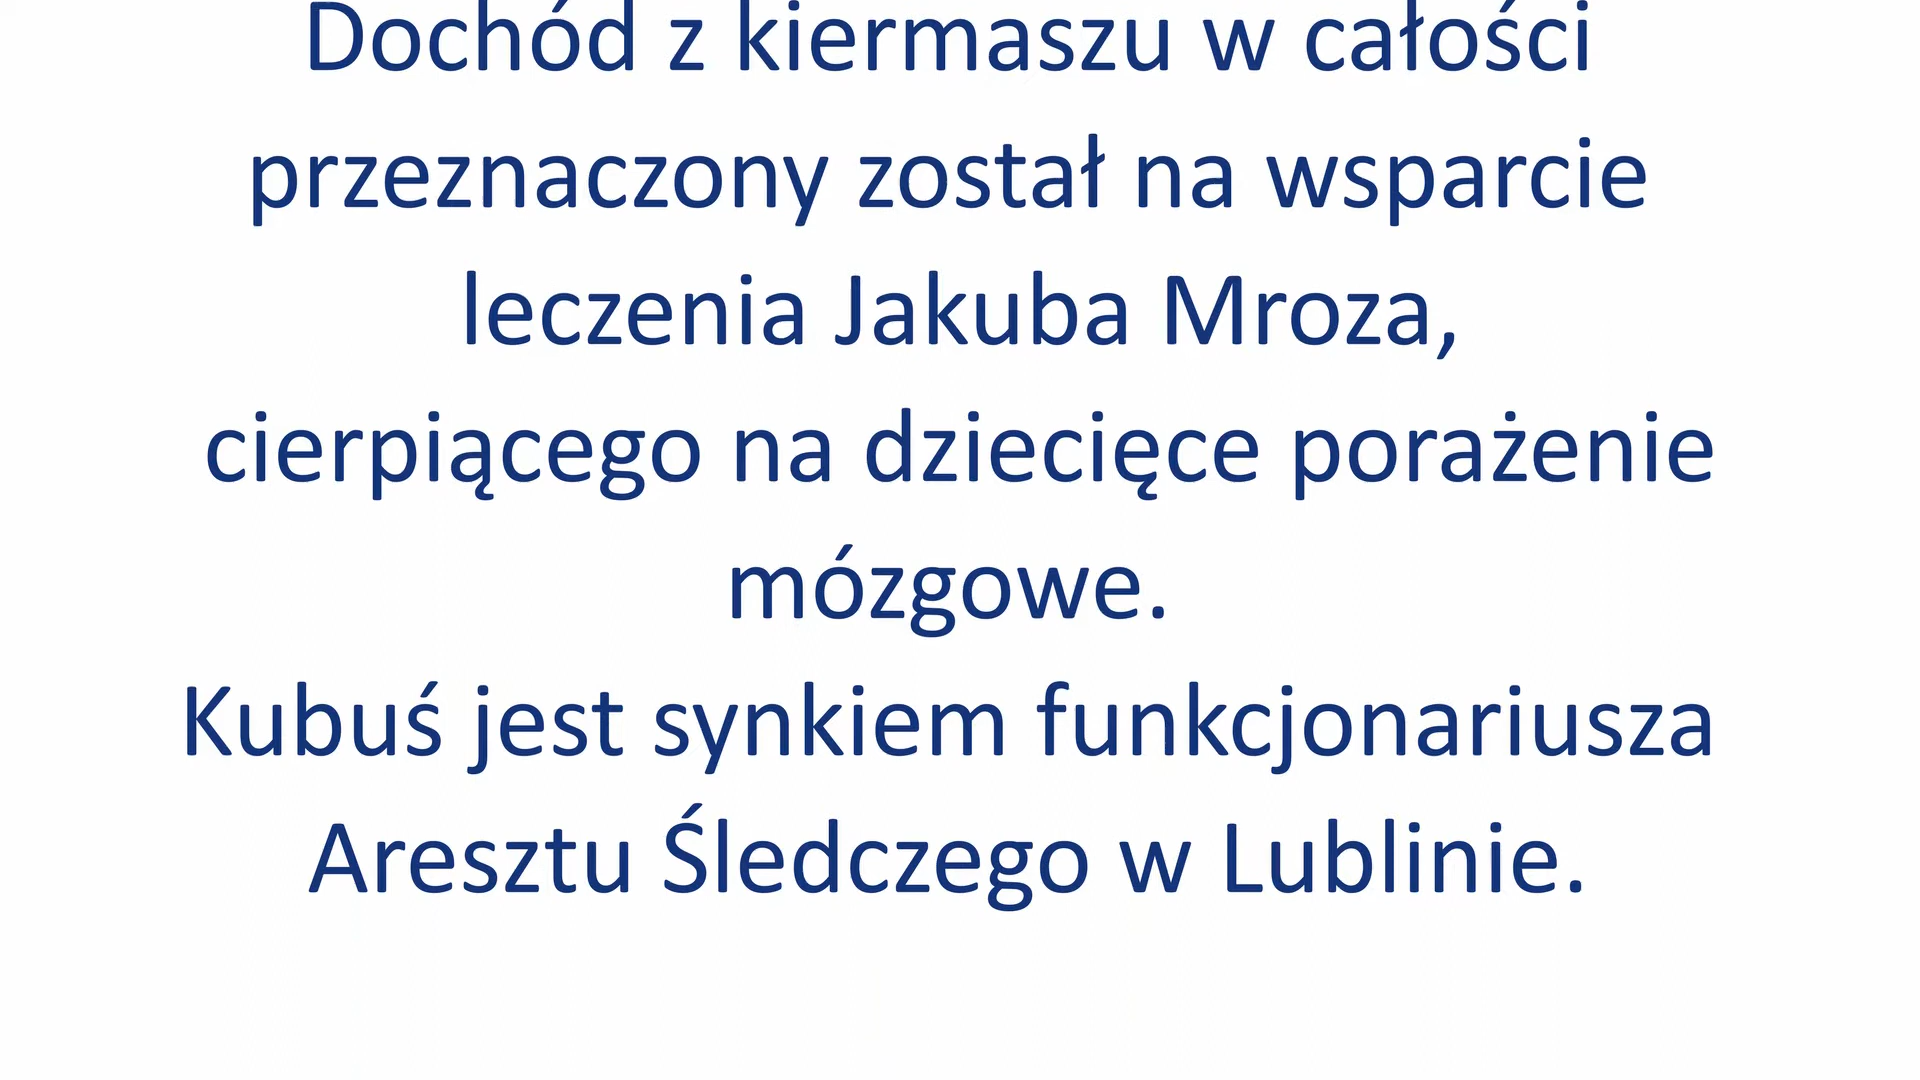 Dochód z kiermaszu w całości
przeznaczony został na wsparcie
leczenia Jakuba Mroza,
cierpiącego na dziecięce porażenie
mózgowe.
Kubuś jest synkiem funkcjonariusza
Aresztu Śledczego w Lublinie.